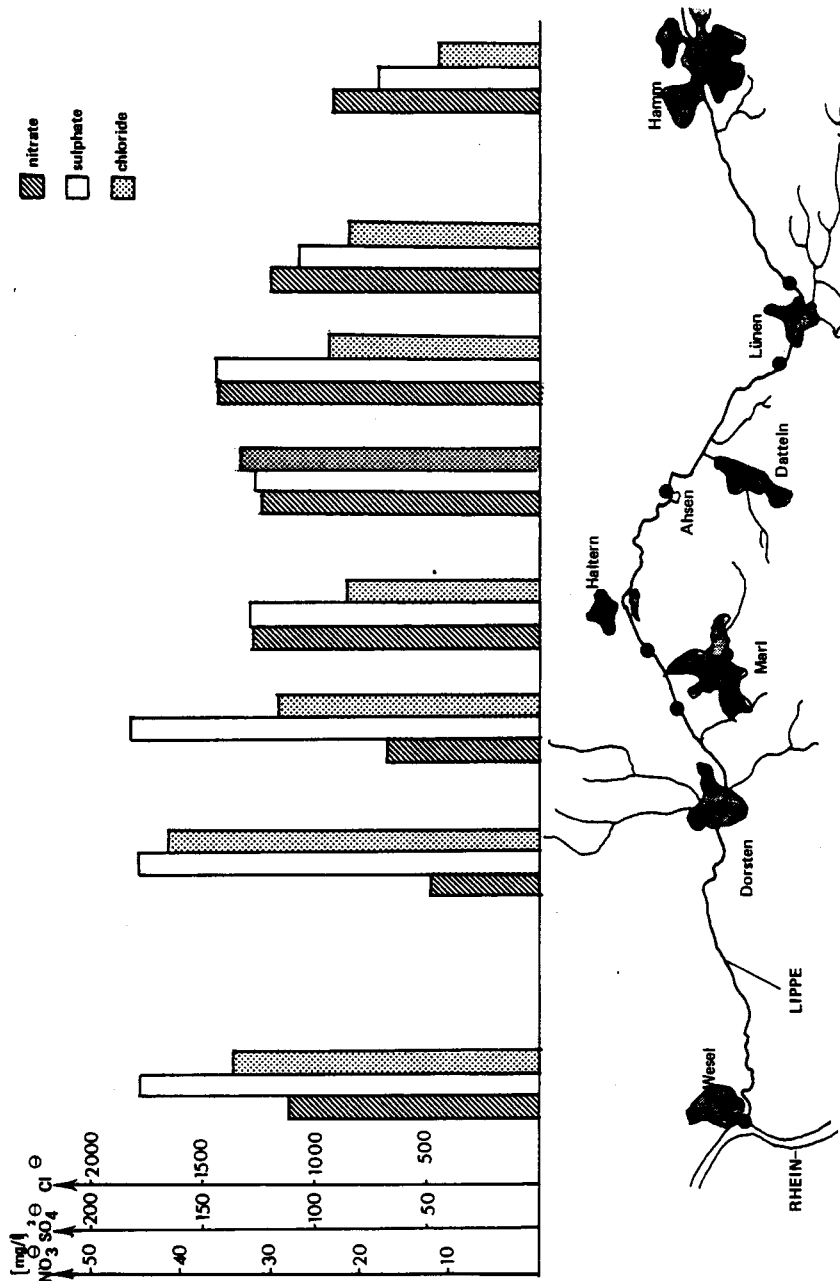 nitrate
sulphate
chloride
[mg/l]
NO3⊖ SO4²⊖ Cl⊖
-50
-40
-30
-20
-10
-200
-150
-100
50
-2000
-1500
-1000
500
Hamm
Lünen
Datteln
Ahsen
Haltern
Marl
Dorsten
LIPPE
Wesel
RHEIN